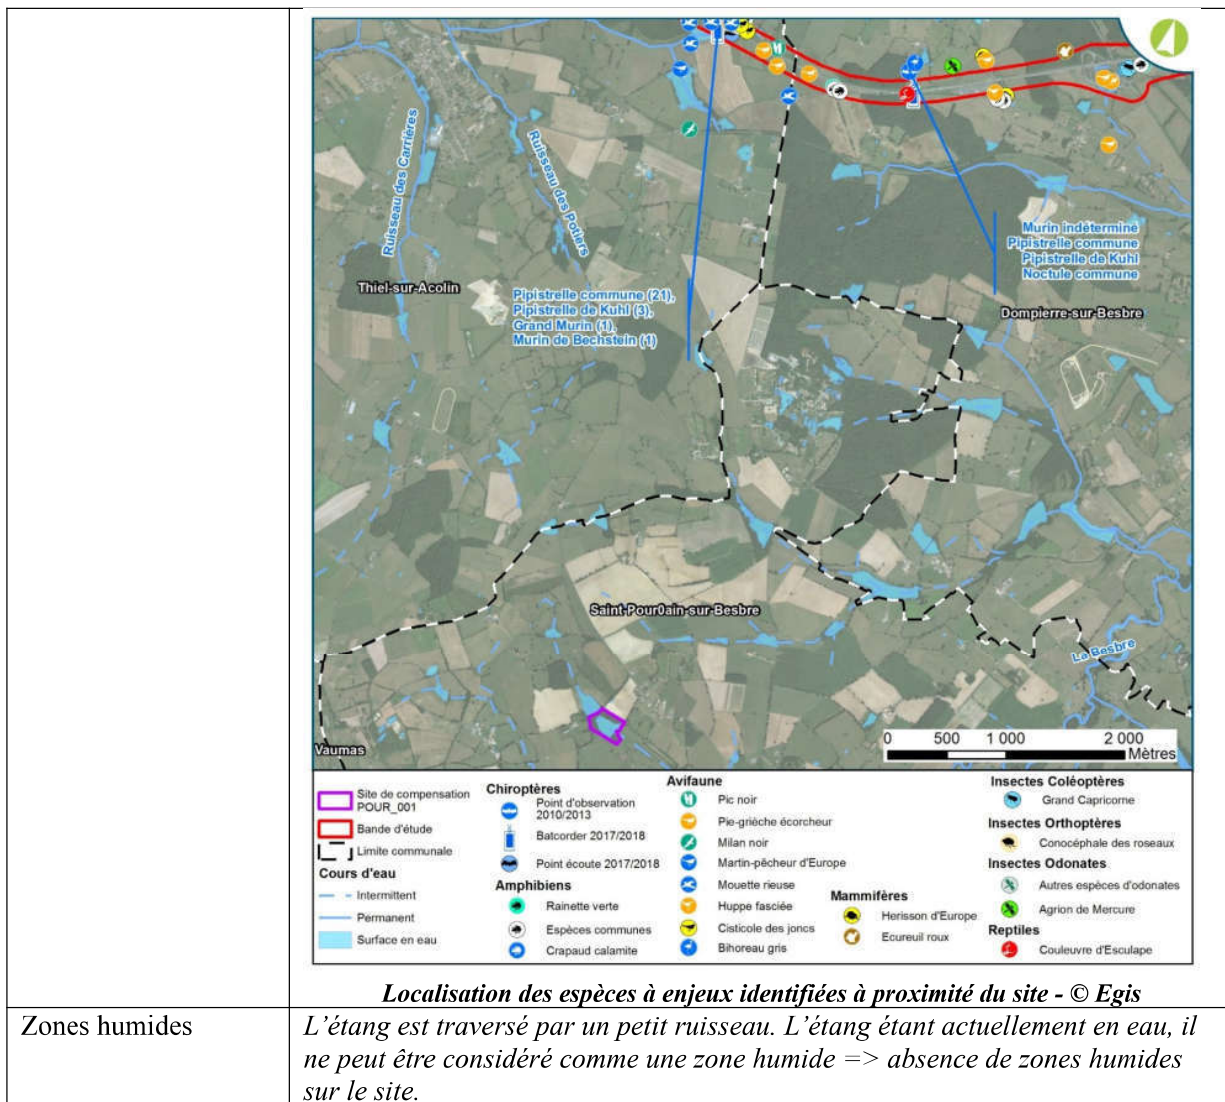 Ruisseau des Carrières
Ruisseau des Potiers
Murin indéterminé
Pipistrelle commune
Pipistrelle de Kuhl
Noctule commune
Thiel-sur-Acolin
Pipistrelle commune (21),
Pipistrelle de Kuhl (3),
Grand Murin (1),
Murin de Bechstein (1)
Dompierre-sur-Besbre
Saint-Pour0ain-sur-Besbre
La Besbre
Vaumas
0 500 1 000 2 000
Mètres
Site de compensation
POUR_001
Bande d'étude
Limite communale
Cours d'eau
Intermittent
Permanent
Surface en eau
Chiroptères
Point d'observation
2010/2013
Batcorder 2017/2018
Point écoute 2017/2018
Amphibiens
Rainette verte
Espèces communes
Crapaud calamite
Avifaune
Pic noir
Pie-grièche écorcheur
Milan noir
Martin-pêcheur d'Europe
Mouette rieuse
Huppe fasciée
Cisticole des joncs
Bihoreau gris
Mammifères
Herisson d'Europe
Ecureuil roux
Insectes Coléoptères
Grand Capricorne
Insectes Orthoptères
Conocéphale des roseaux
Insectes Odonates
Autres espèces d'odonates
Agrion de Mercure
Reptiles
Couleuvre d'Esculape
Localisation des espèces à enjeux identifiées à proximité du site - © Egis
Zones humides
L'étang est traversé par un petit ruisseau. L'étang étant actuellement en eau, il
ne peut être considéré comme une zone humide => absence de zones humides
sur le site.